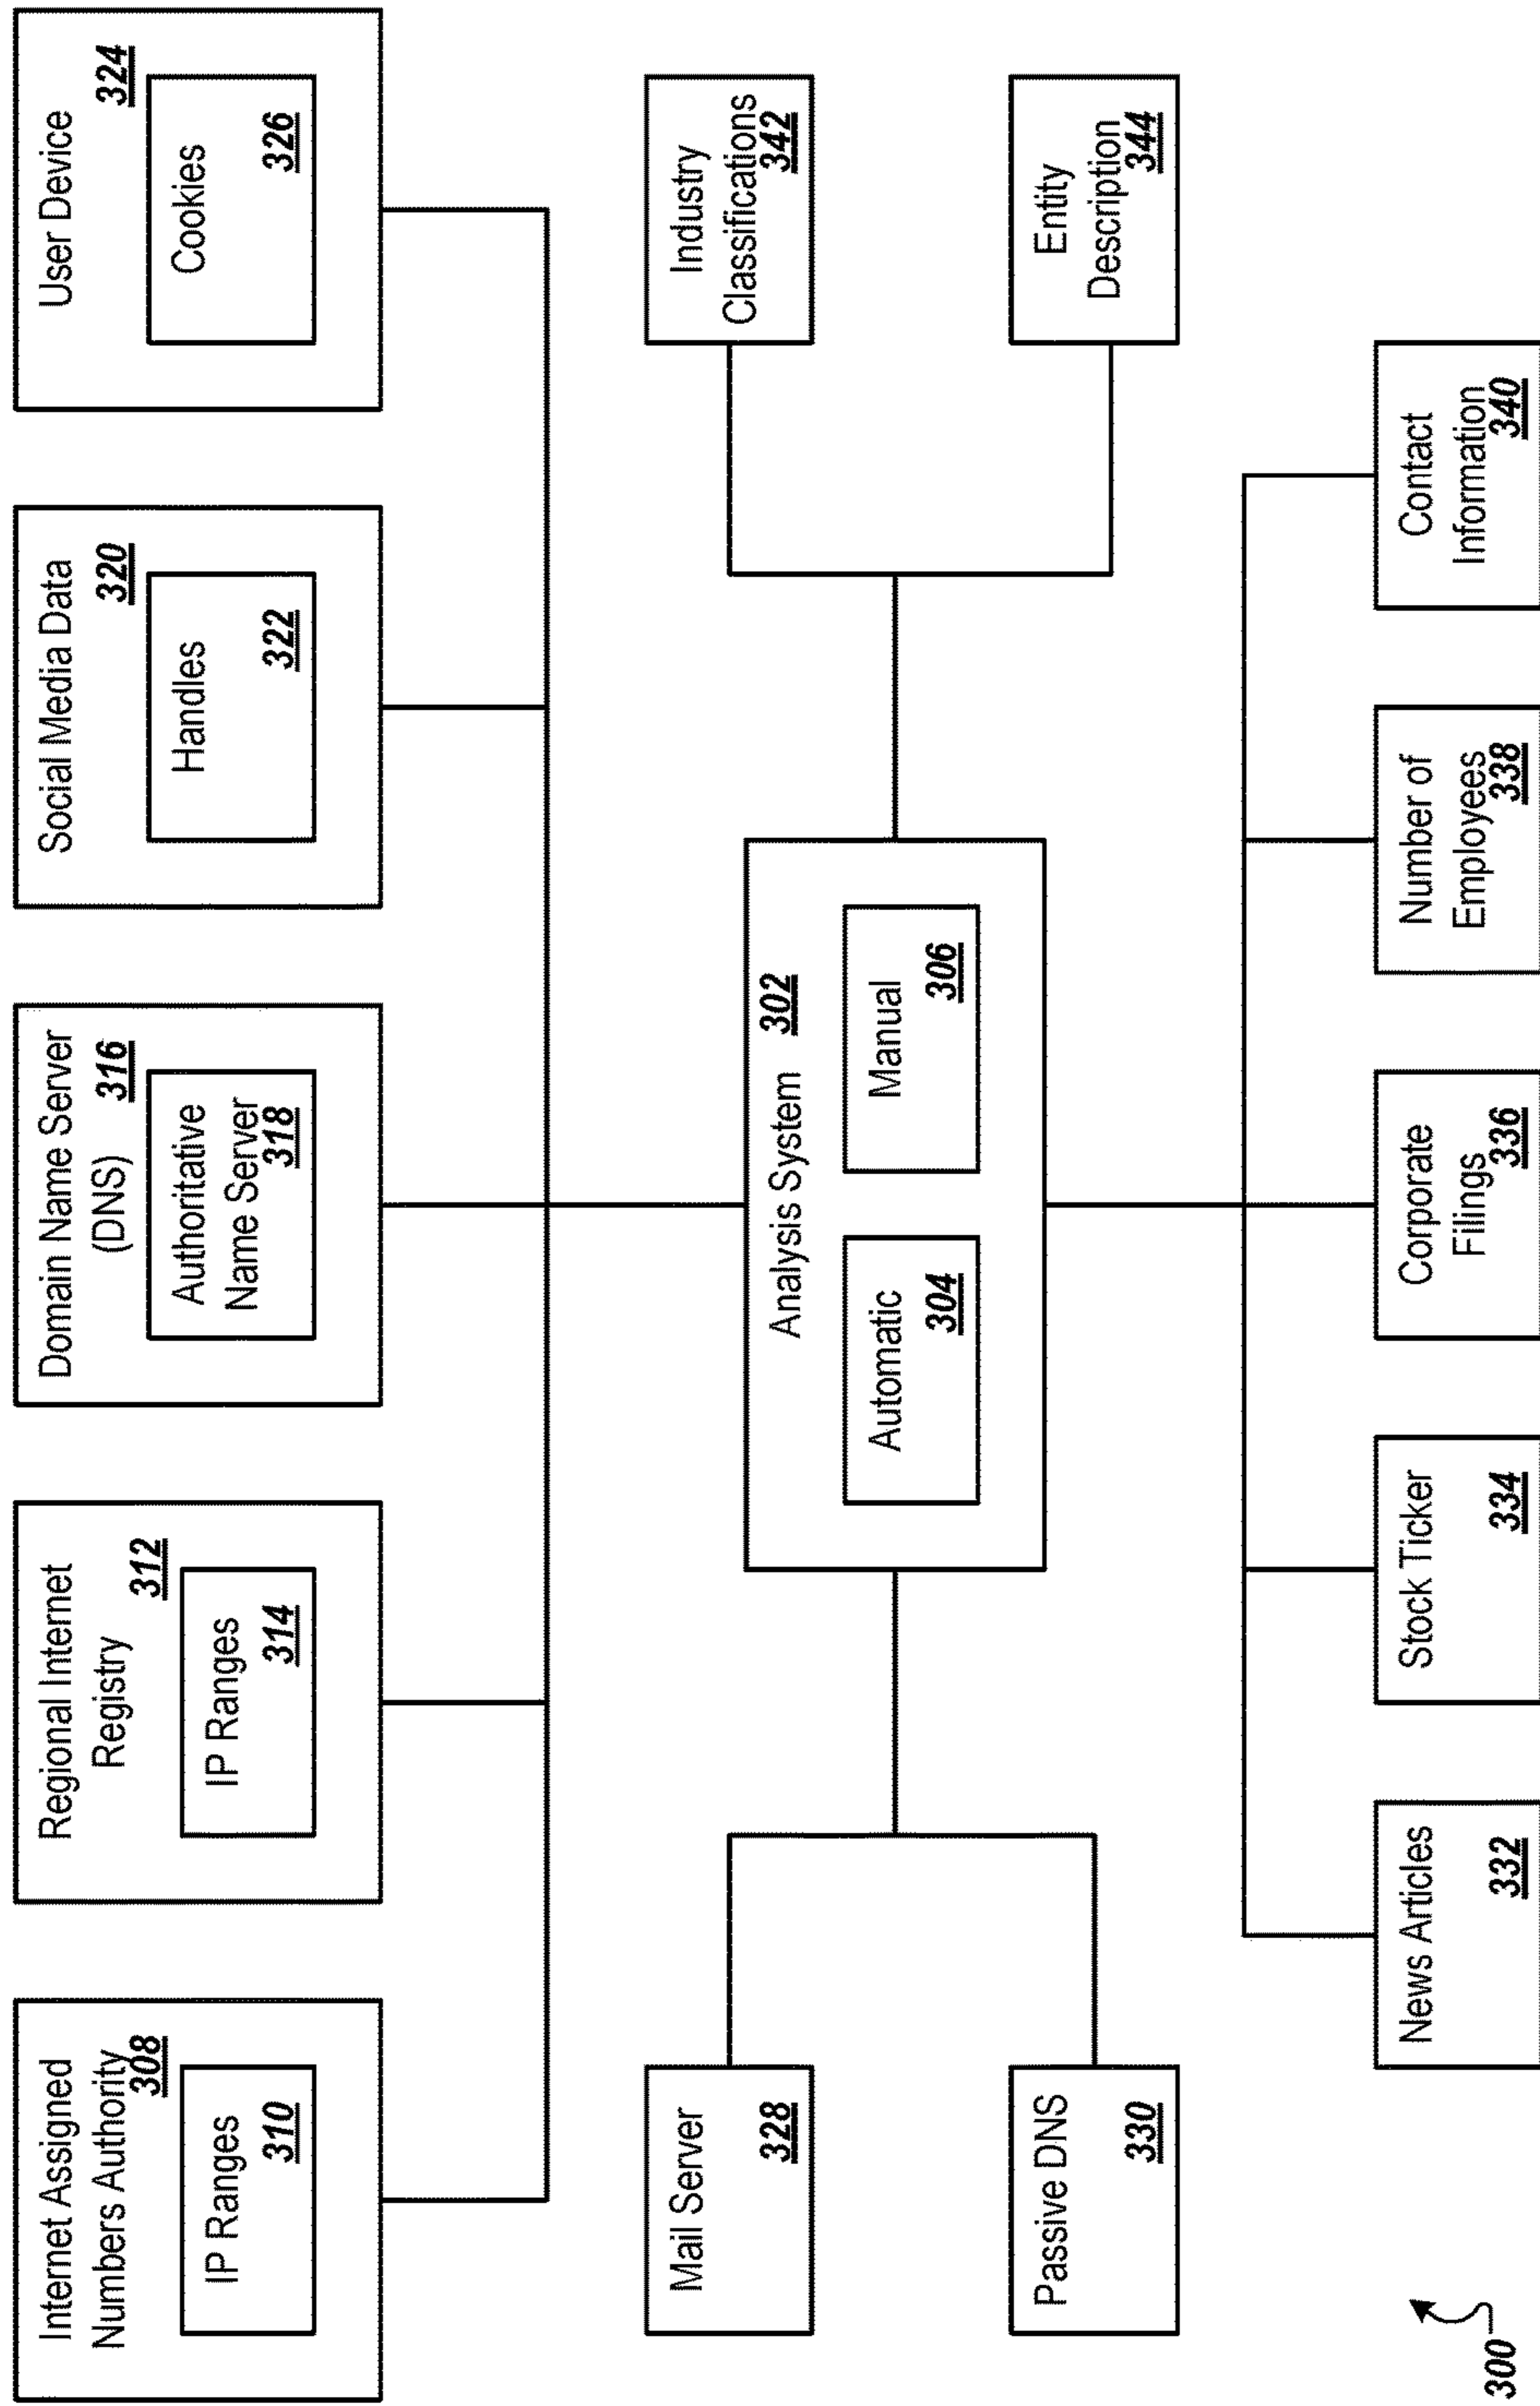 Internet Assigned
Numbers Authority
308
IP Ranges
310
Regional Internet
Registry
312
IP Ranges
314
Domain Name Server
(DNS)
316
Authoritative
Name Server
318
Social Media Data
320
Handles
322
User Device
324
Cookies
326
Mail Server
328
Passive DNS
330
Analysis System
302
Automatic
304
Manual
306
Industry
Classifications
342
Entity
Description
344
News Articles
332
Stock Ticker
334
Corporate
Filings
336
Number of
Employees
338
Contact
Information
340
300